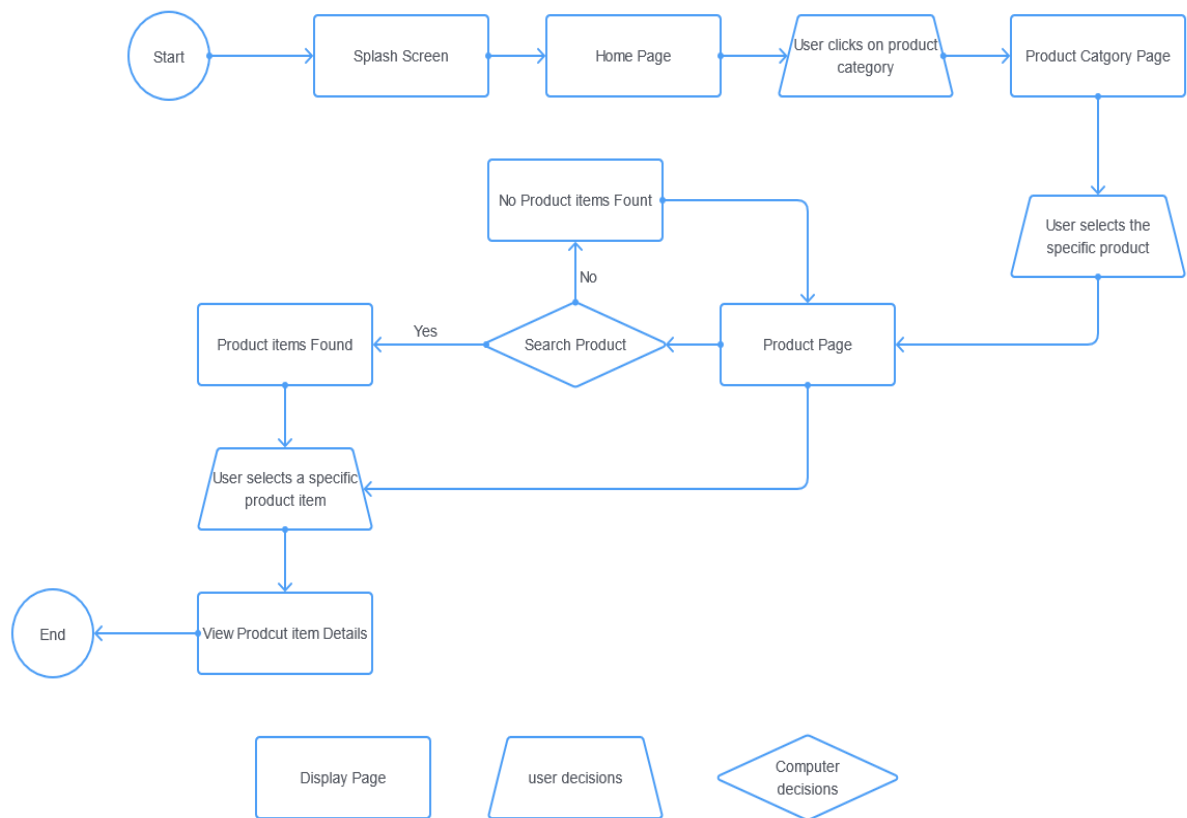 Start
Splash Screen
Home Page
User clicks on product
category
Product Catgory Page
No Product items Fount
User selects the
specific product
No
Product items Found
Yes
Search Product
Product Page
User selects a specific
product item
End
View Prodcut item Details
Display Page
user decisions
Computer
decisions